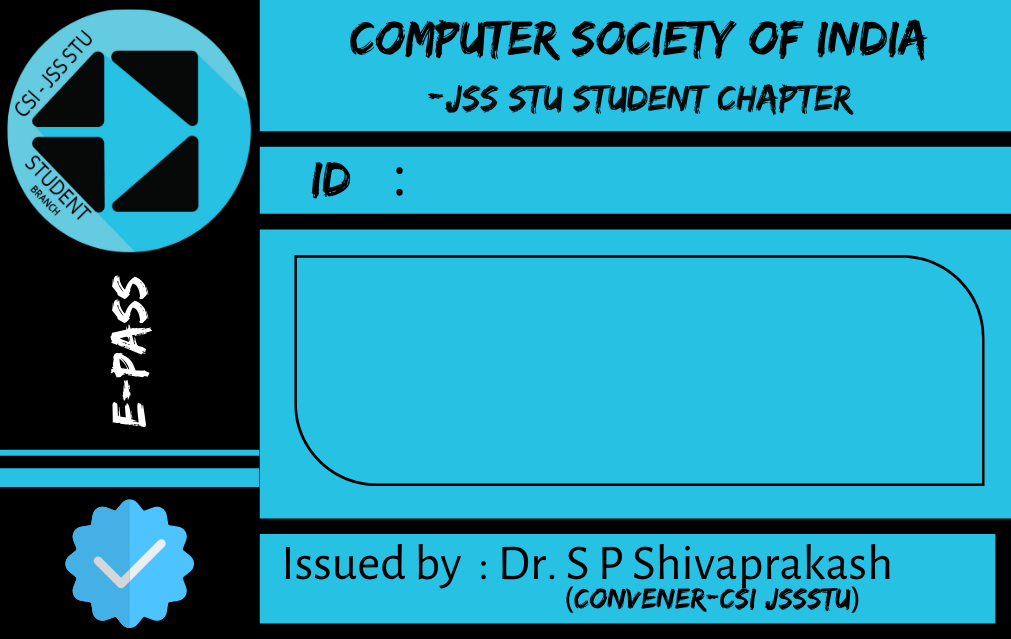 CSI - JSS STU
STUDENT
BRANCH
E-PASS
COMPUTER SOCIETY OF INDIA
-JSS STU STUDENT CHAPTER
ID :
Issued by : Dr. S P Shivaprakash
(CONVENER-CSI JSSSTU)